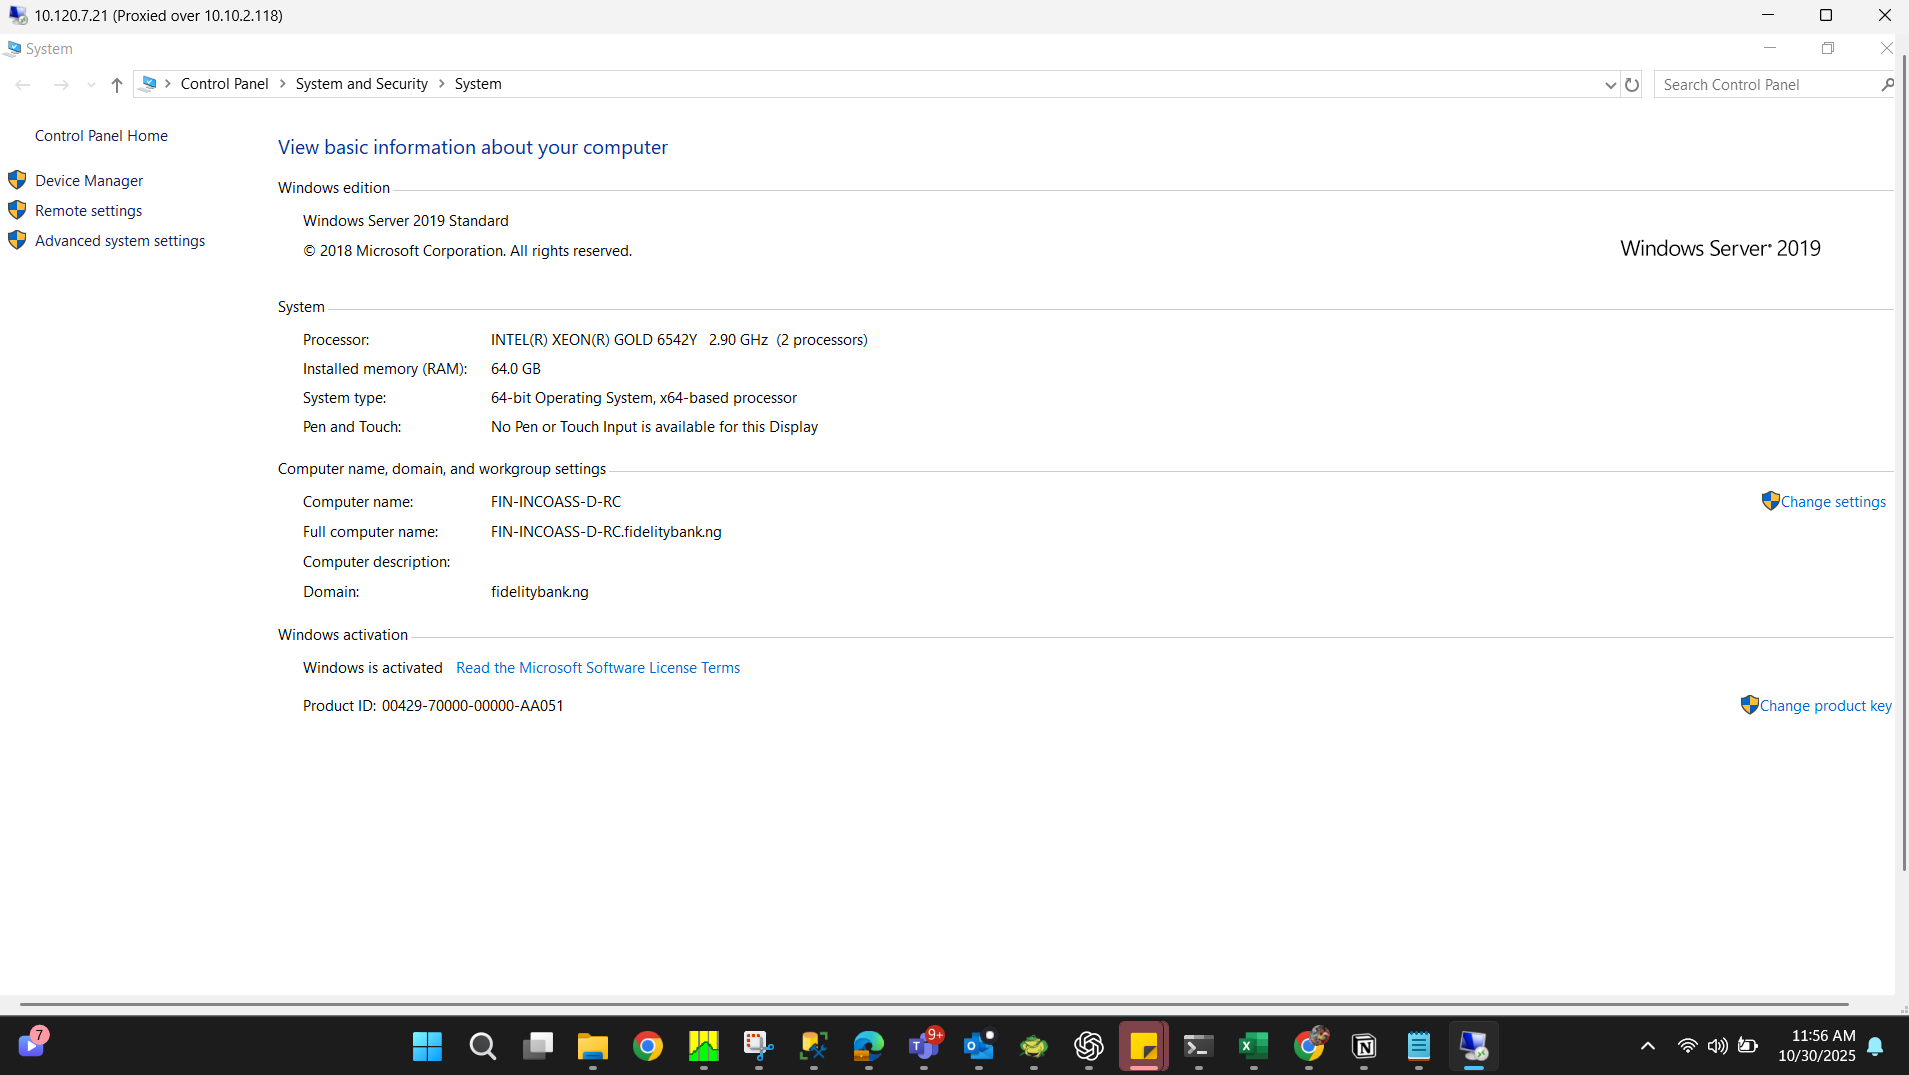 10.120.7.21 (Proxied over 10.10.2.118)
System
Control Panel > System and Security > System
Search Control Panel
Control Panel Home
Device Manager
Remote settings
Advanced system settings
View basic information about your computer
Windows edition
Windows Server 2019 Standard
© 2018 Microsoft Corporation. All rights reserved.
Windows Server® 2019
System
Processor: INTEL(R) XEON(R) GOLD 6542Y 2.90 GHz (2 processors)
Installed memory (RAM): 64.0 GB
System type: 64-bit Operating System, x64-based processor
Pen and Touch: No Pen or Touch Input is available for this Display
Computer name, domain, and workgroup settings
Computer name: FIN-INCOASS-D-RC
Change settings
Full computer name: FIN-INCOASS-D-RC.fidelitybank.ng
Computer description:
Domain: fidelitybank.ng
Windows activation
Windows is activated Read the Microsoft Software License Terms
Product ID: 00429-70000-00000-AA051
Change product key
7
9+
11:56 AM
10/30/2025